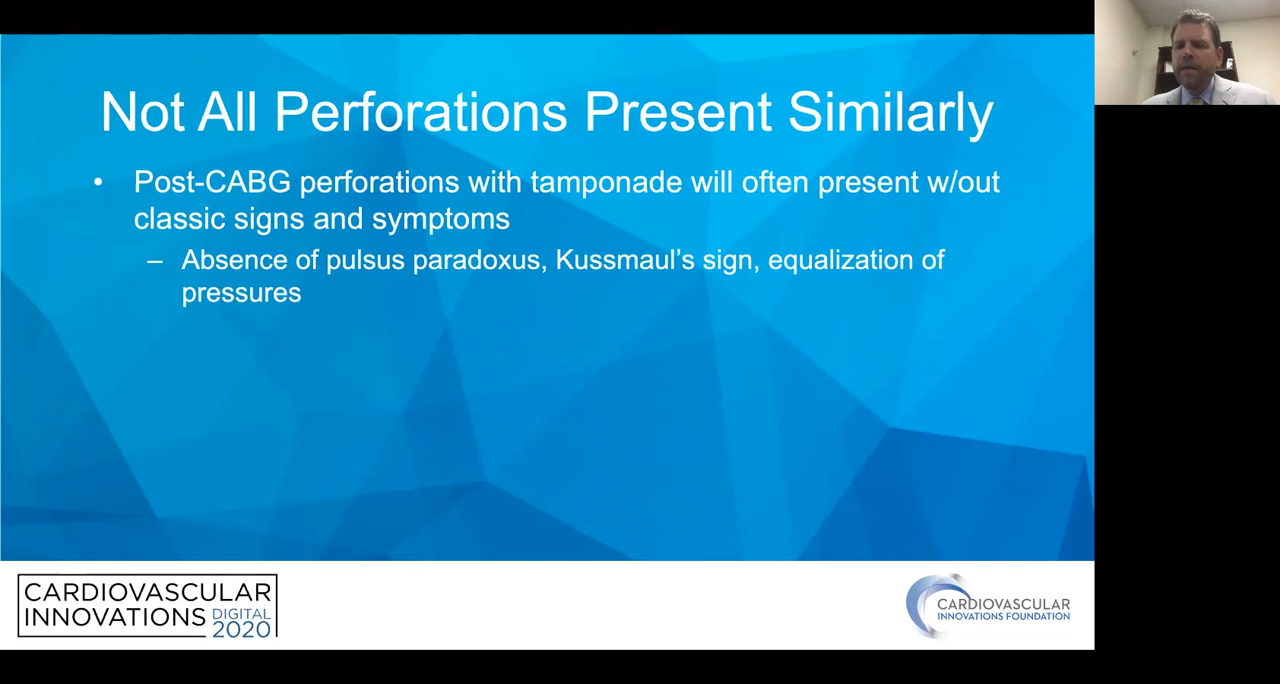 Not All Perforations Present Similarly
• Post-CABG perforations with tamponade will often present w/out
classic signs and symptoms
– Absence of pulsus paradoxus, Kussmaul’s sign, equalization of
pressures
CARDIOVASCULAR
INNOVATIONS DIGITAL
2020
CARDIOVASCULAR
INNOVATIONS FOUNDATION